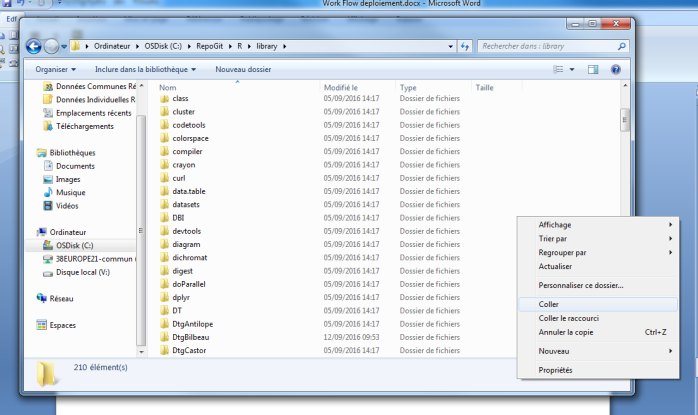 Work Flow deploiement.docx - Microsoft Word
Ordinateur ▸ OSDisk (C:) ▸ RepoGit ▸ R ▸ library ▸
Rechercher dans : library
Organiser ▾ Inclure dans la bibliothèque ▾ Nouveau dossier
Données Communes Ré
Données Individuelles R
Emplacements récents
Téléchargements
Bibliothèques
Documents
Images
Musique
Vidéos
Ordinateur
OSDisk (C:)
38EUROPE21-commun (
Disque local (V:)
Réseau
Espaces
Nom Modifié le Type Taille
class 05/09/2016 14:17 Dossier de fichiers
cluster 05/09/2016 14:17 Dossier de fichiers
codetools 05/09/2016 14:17 Dossier de fichiers
colorspace 05/09/2016 14:17 Dossier de fichiers
compiler 05/09/2016 14:17 Dossier de fichiers
crayon 05/09/2016 14:17 Dossier de fichiers
curl 05/09/2016 14:17 Dossier de fichiers
data.table 05/09/2016 14:17 Dossier de fichiers
datasets 05/09/2016 14:17 Dossier de fichiers
DBI 05/09/2016 14:17 Dossier de fichiers
devtools 05/09/2016 14:17 Dossier de fichiers
diagram 05/09/2016 14:17 Dossier de fichiers
dichromat 05/09/2016 14:17 Dossier de fichiers
digest 05/09/2016 14:17 Dossier de fichiers
doParallel 05/09/2016 14:17 Dossier de fichiers
dplyr 05/09/2016 14:17 Dossier de fichiers
DT 05/09/2016 14:17 Dossier de fichiers
DtgAntilope 05/09/2016 14:17 Dossier de fichiers
DtgBilbeau 12/09/2016 09:53 Dossier de fichiers
DtgCastor 05/09/2016 14:17 Dossier de fichiers
Affichage
Trier par
Regrouper par
Actualiser
Personnaliser ce dossier...
Coller
Coller le raccourci
Annuler la copie Ctrl+Z
Nouveau
Propriétés
210 élément(s)